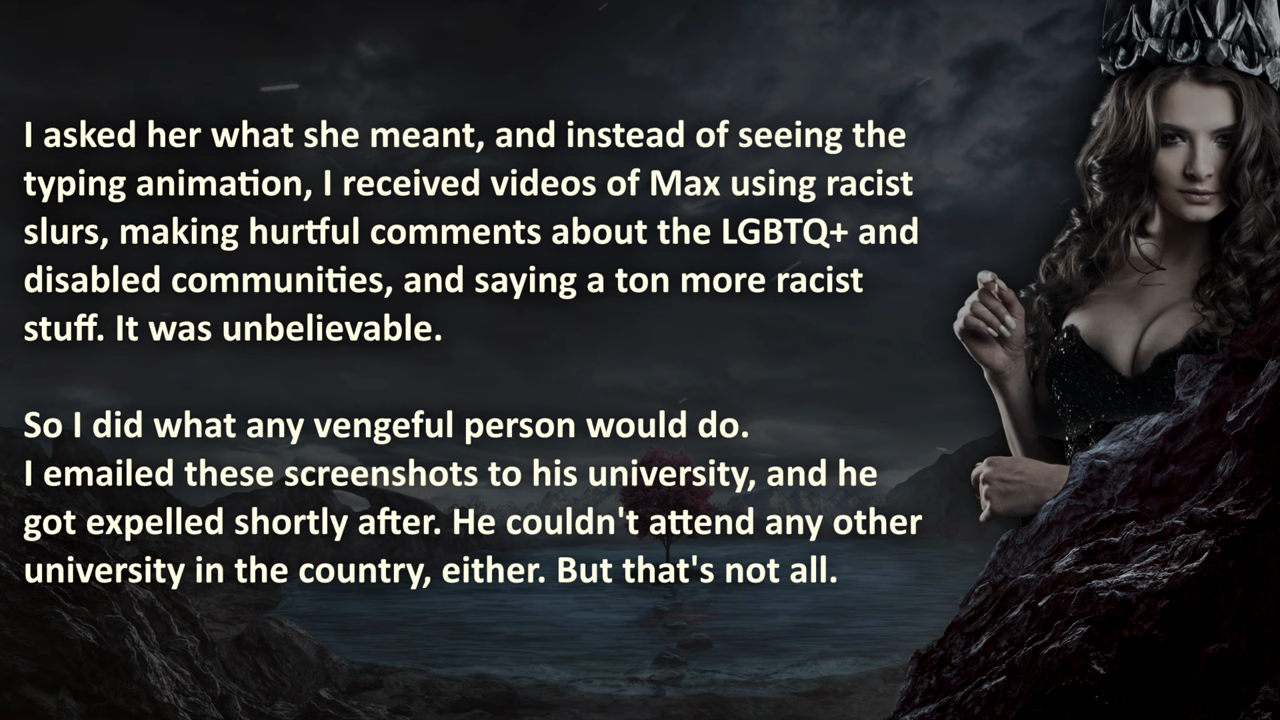 I asked her what she meant, and instead of seeing the
typing animation, I received videos of Max using racist
slurs, making hurtful comments about the LGBTQ+ and
disabled communities, and saying a ton more racist
stuff. It was unbelievable.
So I did what any vengeful person would do.
I emailed these screenshots to his university, and he
got expelled shortly after. He couldn't attend any other
university in the country, either. But that's not all.